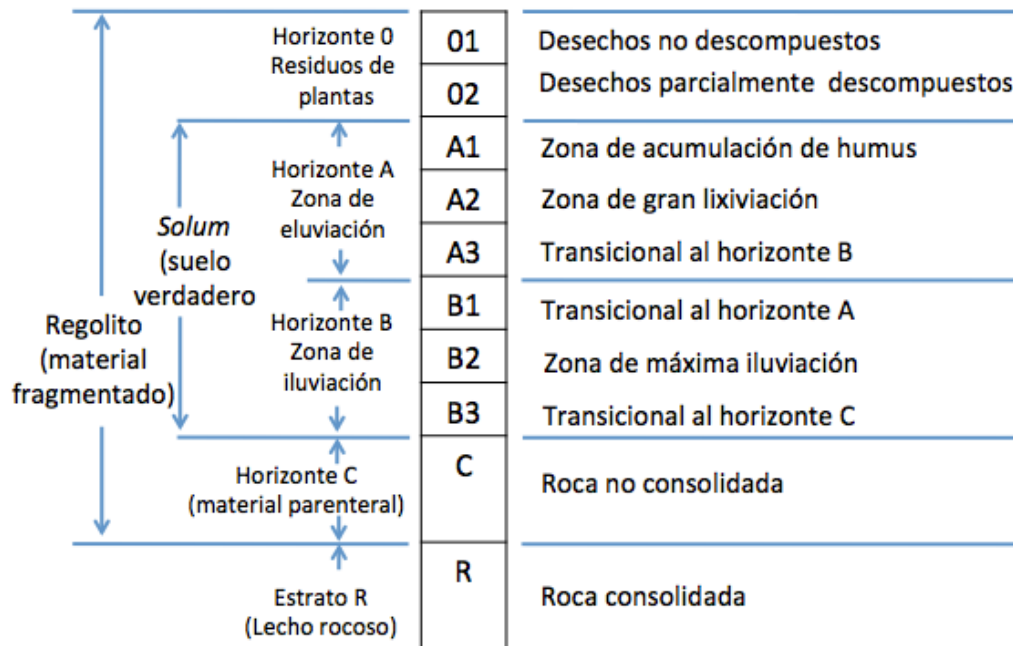 Horizonte 0
Residuos de
plantas
01
Desechos no descompuestos
02
Desechos parcialmente descompuestos
Regolito
(material
fragmentado)
Solum
(suelo
verdadero
Horizonte A
Zona de
eluviación
A1
Zona de acumulación de humus
A2
Zona de gran lixiviación
A3
Transicional al horizonte B
Horizonte B
Zona de
iluviación
B1
Transicional al horizonte A
B2
Zona de máxima iluviación
B3
Transicional al horizonte C
Horizonte C
(material parenteral)
C
Roca no consolidada
Estrato R
(Lecho rocoso)
R
Roca consolidada